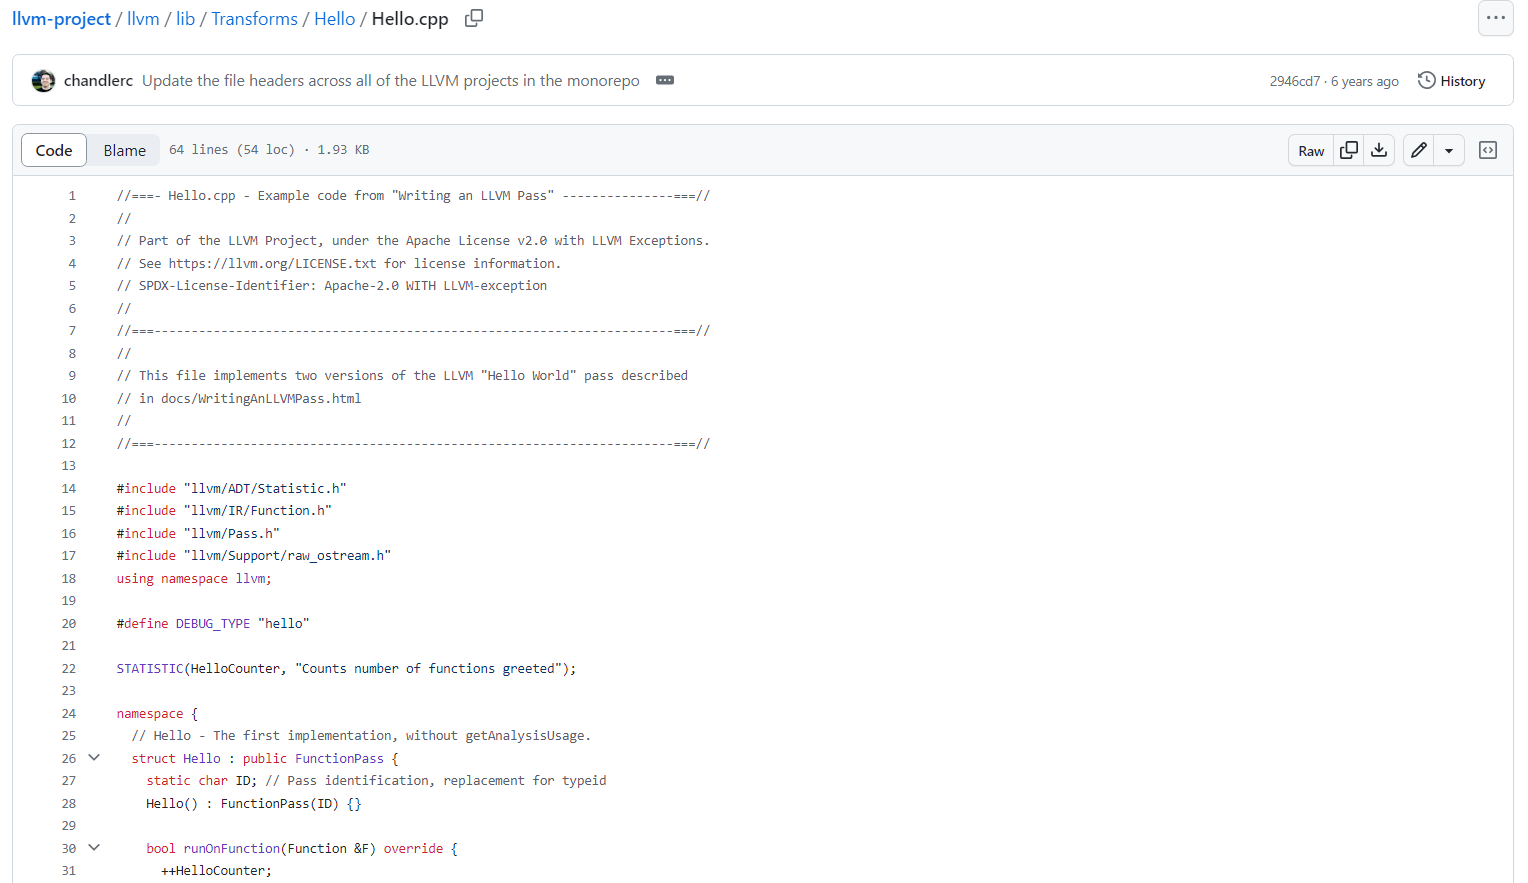 llvm-project / llvm / lib / Transforms / Hello / Hello.cpp
chandlerc Update the file headers across all of the LLVM projects in the monorepo 2946cd7 · 6 years ago History
Code Blame 64 lines (54 loc) · 1.93 KB Raw
1 //===- Hello.cpp - Example code from "Writing an LLVM Pass" ---------------===//
2 //
3 // Part of the LLVM Project, under the Apache License v2.0 with LLVM Exceptions.
4 // See https://llvm.org/LICENSE.txt for license information.
5 // SPDX-License-Identifier: Apache-2.0 WITH LLVM-exception
6 //
7 //===----------------------------------------------------------------------===//
8 //
9 // This file implements two versions of the LLVM "Hello World" pass described
10 // in docs/WritingAnLLVMPass.html
11 //
12 //===----------------------------------------------------------------------===//
13
14 #include "llvm/ADT/Statistic.h"
15 #include "llvm/IR/Function.h"
16 #include "llvm/Pass.h"
17 #include "llvm/Support/raw_ostream.h"
18 using namespace llvm;
19
20 #define DEBUG_TYPE "hello"
21
22 STATISTIC(HelloCounter, "Counts number of functions greeted");
23
24 namespace {
25 // Hello - The first implementation, without getAnalysisUsage.
26 struct Hello : public FunctionPass {
27 static char ID; // Pass identification, replacement for typeid
28 Hello() : FunctionPass(ID) {}
29
30 bool runOnFunction(Function &F) override {
31 ++HelloCounter;